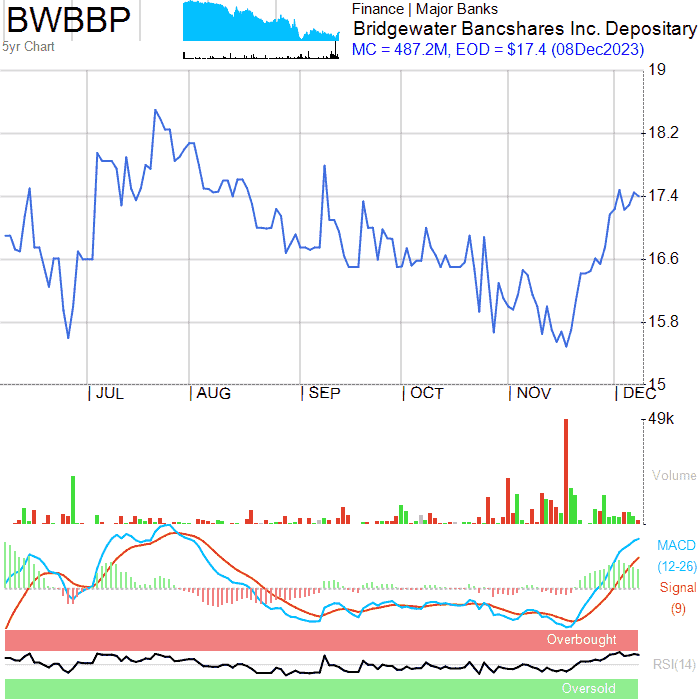 BWBBP
5yr Chart
Finance | Major Banks
Bridgewater Bancshares Inc. Depositary
MC = 487.2M, EOD = $17.4 (08Dec2023)
19
18.2
17.4
16.6
15.8
15
JUL AUG SEP OCT NOV DEC
49k
Volume
MACD
(12-26)
Signal
(9)
Overbought
RSI(14)
Oversold